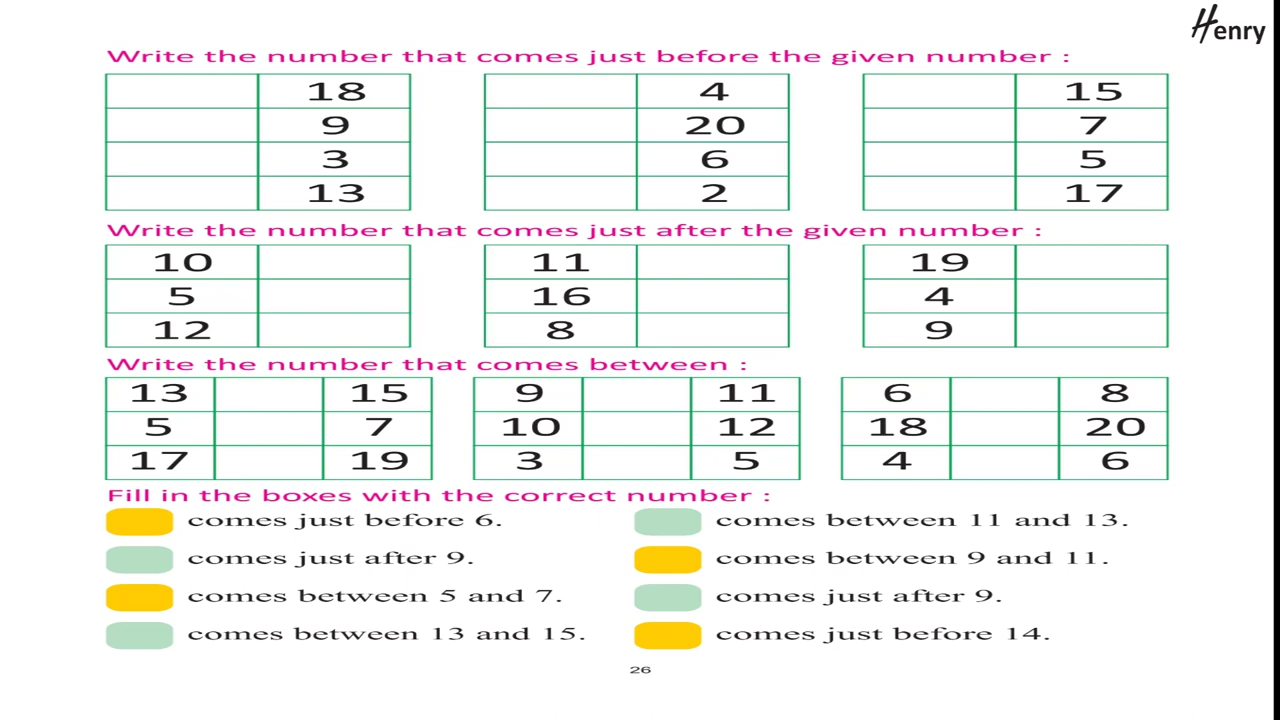 Henry
Write the number that comes just before the given number :
18 4 15
9 20 7
3 6 5
13 2 17
Write the number that comes just after the given number :
10 11 19
5 16 4
12 8 9
Write the number that comes between :
13 15 9 11 6 8
5 7 10 12 18 20
17 19 3 5 4 6
Fill in the boxes with the correct number :
comes just before 6. comes between 11 and 13.
comes just after 9. comes between 9 and 11.
comes between 5 and 7. comes just after 9.
comes between 13 and 15. comes just before 14.
26